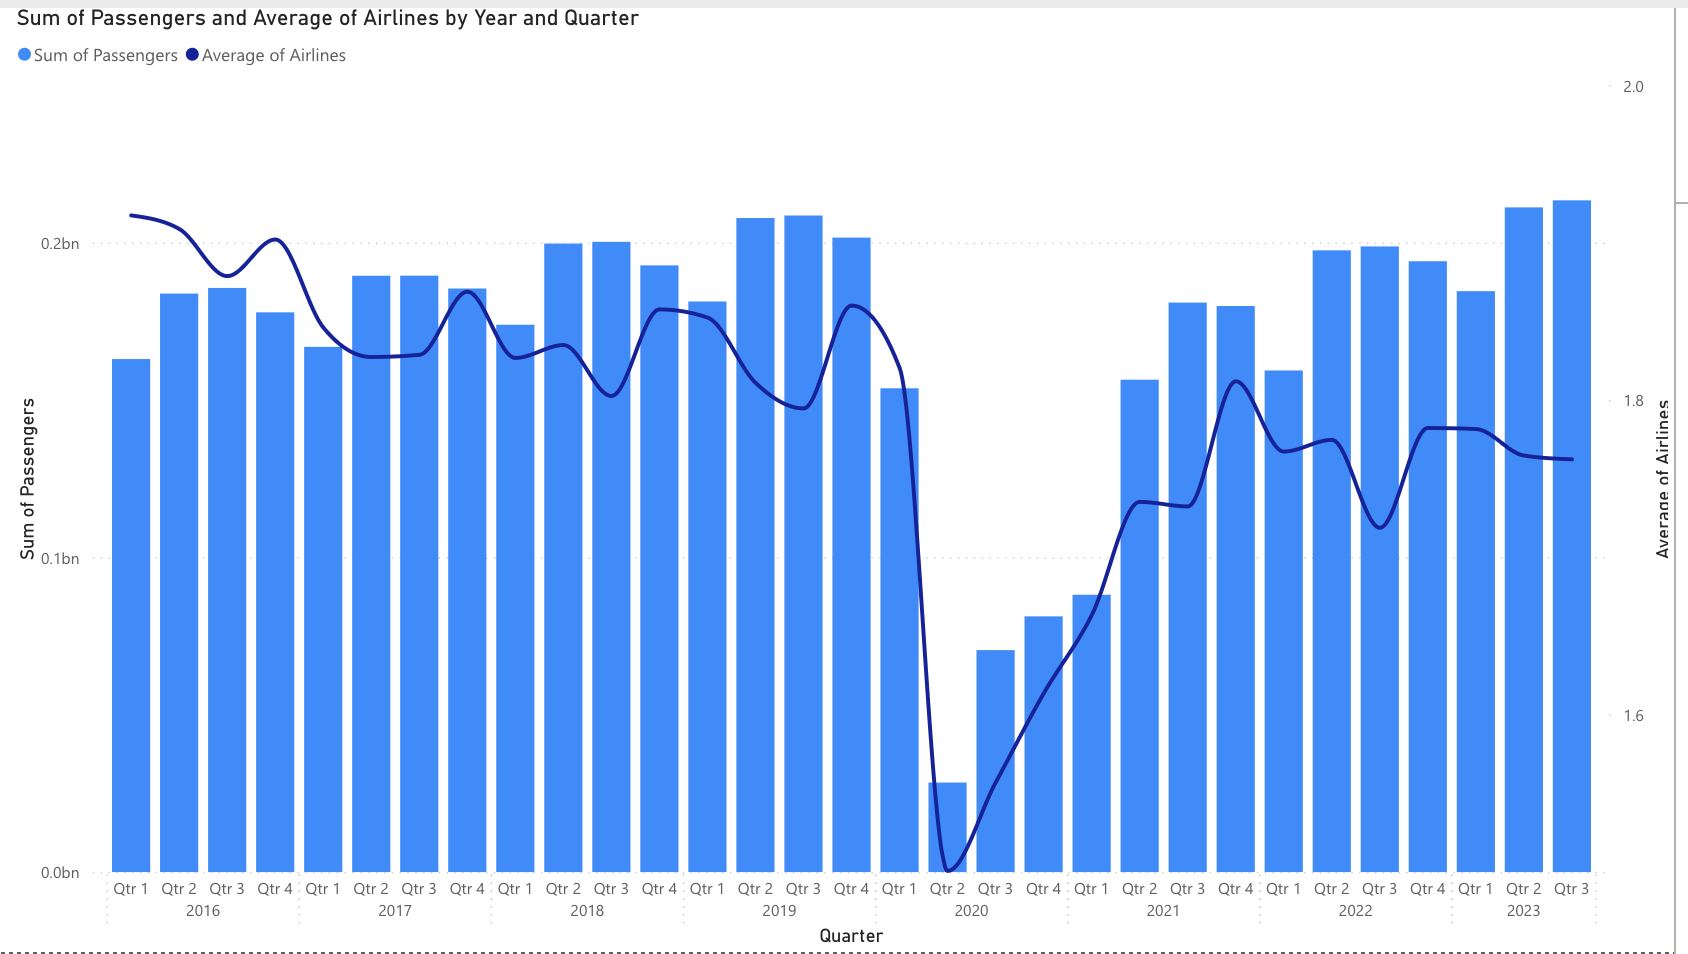 Sum of Passengers and Average of Airlines by Year and Quarter
Sum of Passengers Average of Airlines
2.0
0.2bn
1.8
Sum of Passengers
Average of Airlines
0.1bn
1.6
0.0bn
Qtr 1 Qtr 2 Qtr 3 Qtr 4 Qtr 1 Qtr 2 Qtr 3 Qtr 4 Qtr 1 Qtr 2 Qtr 3 Qtr 4 Qtr 1 Qtr 2 Qtr 3 Qtr 4 Qtr 1 Qtr 2 Qtr 3 Qtr 4 Qtr 1 Qtr 2 Qtr 3 Qtr 4 Qtr 1 Qtr 2 Qtr 3 Qtr 4 Qtr 1 Qtr 2 Qtr 3
2016 2017 2018 2019 2020 2021 2022 2023
Quarter